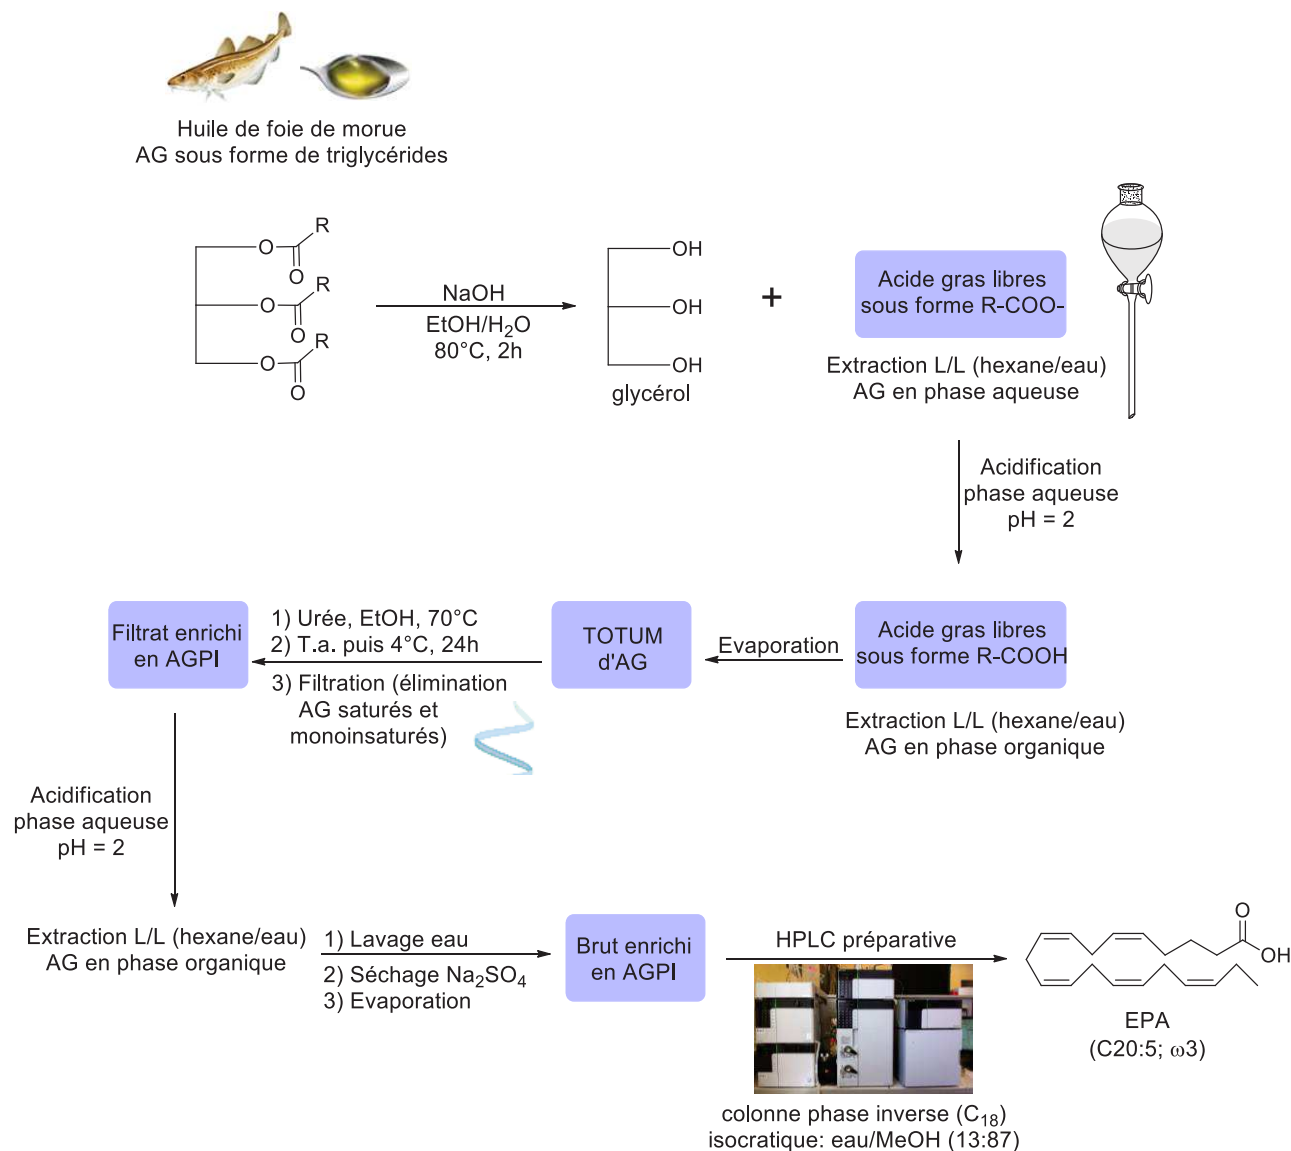 Huile de foie de morue
AG sous forme de triglycérides
O
R
O
O
R
O
O
R
O
NaOH
EtOH/H2O
80°C, 2h
OH
OH
OH
glycérol
+
Acide gras libres
sous forme R-COO-
Extraction L/L (hexane/eau)
AG en phase aqueuse
Acidification
phase aqueuse
pH = 2
Acide gras libres
sous forme R-COOH
Extraction L/L (hexane/eau)
AG en phase organique
Evaporation
TOTUM
d'AG
1) Urée, EtOH, 70°C
2) T.a. puis 4°C, 24h
3) Filtration (élimination
AG saturés et
monoinsaturés)
Filtrat enrichi
en AGPI
Acidification
phase aqueuse
pH = 2
Extraction L/L (hexane/eau)
AG en phase organique
1) Lavage eau
2) Séchage Na2SO4
3) Evaporation
Brut enrichi
en AGPI
HPLC préparative
colonne phase inverse (C18)
isocratique: eau/MeOH (13:87)
O
OH
EPA
(C20:5; ω3)